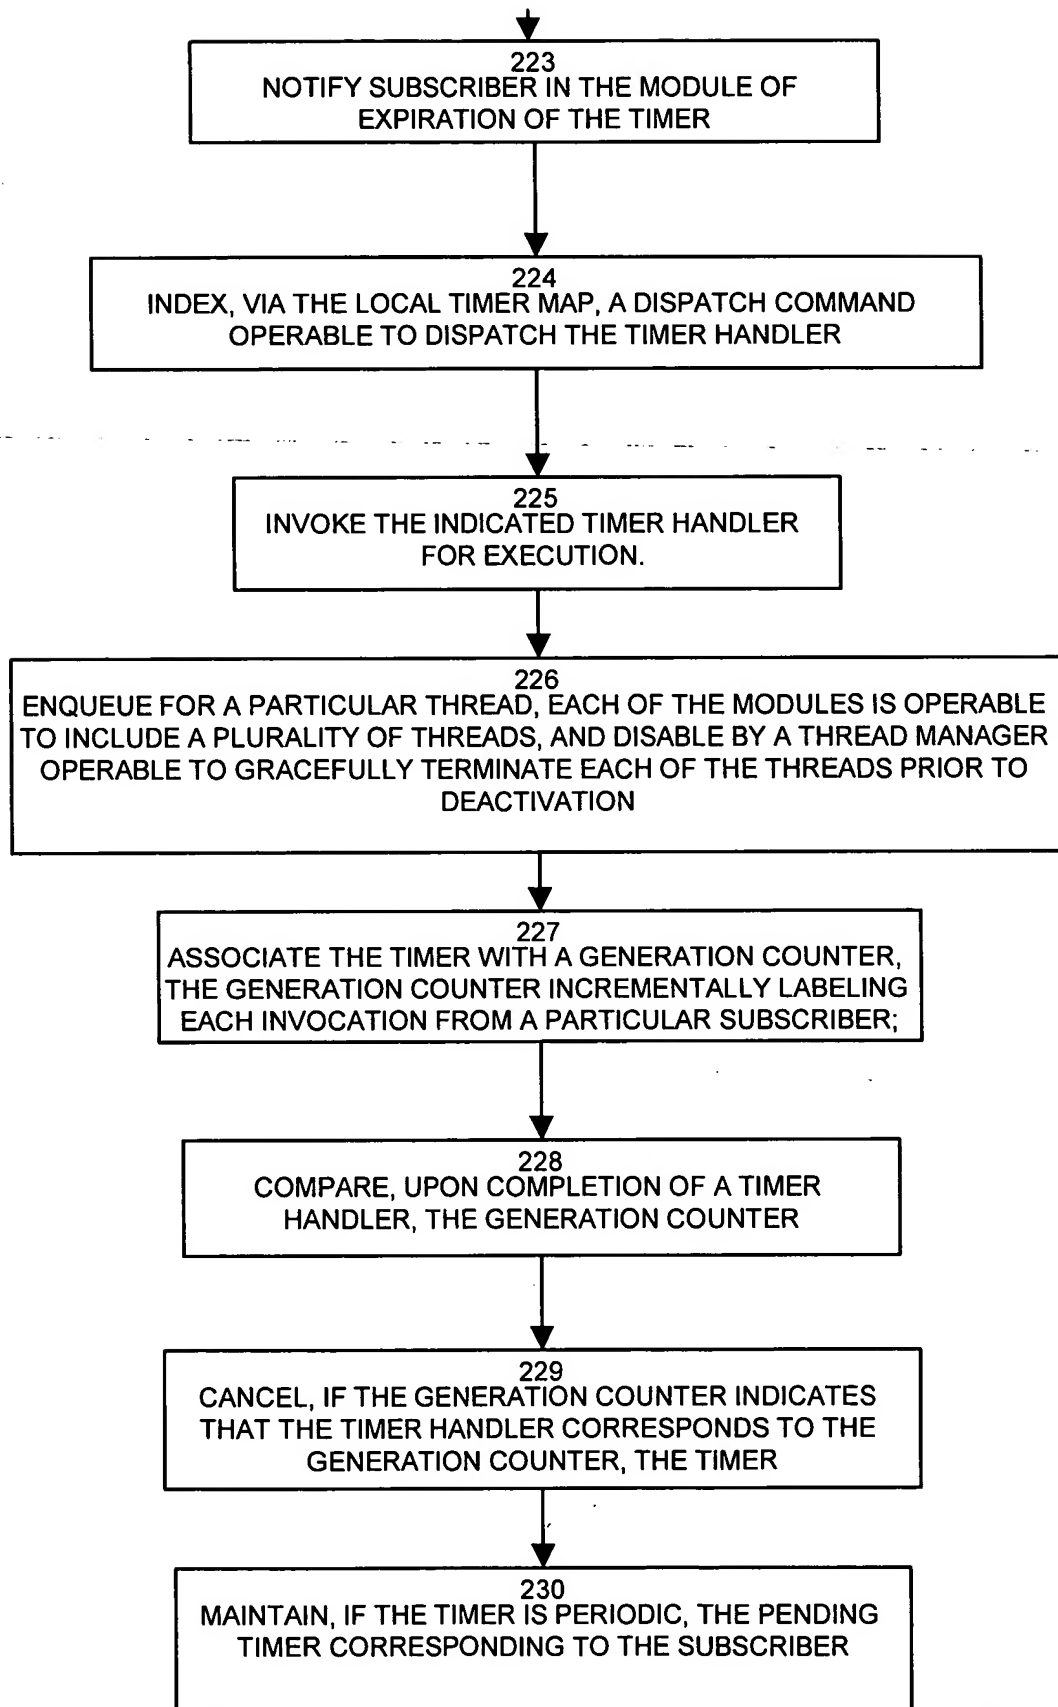 223
NOTIFY SUBSCRIBER IN THE MODULE OF
EXPIRATION OF THE TIMER
224
INDEX, VIA THE LOCAL TIMER MAP, A DISPATCH COMMAND
OPERABLE TO DISPATCH THE TIMER HANDLER
225
INVOKE THE INDICATED TIMER HANDLER
FOR EXECUTION.
226
ENQUEUE FOR A PARTICULAR THREAD, EACH OF THE MODULES IS OPERABLE
TO INCLUDE A PLURALITY OF THREADS, AND DISABLE BY A THREAD MANAGER
OPERABLE TO GRACEFULLY TERMINATE EACH OF THE THREADS PRIOR TO
DEACTIVATION
227
ASSOCIATE THE TIMER WITH A GENERATION COUNTER,
THE GENERATION COUNTER INCREMENTALLY LABELING
EACH INVOCATION FROM A PARTICULAR SUBSCRIBER;
228
COMPARE, UPON COMPLETION OF A TIMER
HANDLER, THE GENERATION COUNTER
229
CANCEL, IF THE GENERATION COUNTER INDICATES
THAT THE TIMER HANDLER CORRESPONDS TO THE
GENERATION COUNTER, THE TIMER
230
MAINTAIN, IF THE TIMER IS PERIODIC, THE PENDING
TIMER CORRESPONDING TO THE SUBSCRIBER